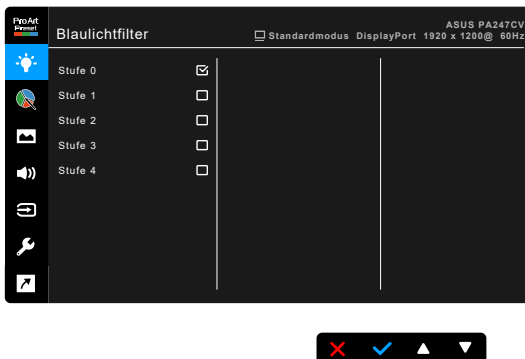 ProArt
Preset
Blaulichtfilter
ASUS PA247CV
Standardmodus DisplayPort 1920 x 1200@ 60Hz
Stufe 0
Stufe 1
Stufe 2
Stufe 3
Stufe 4